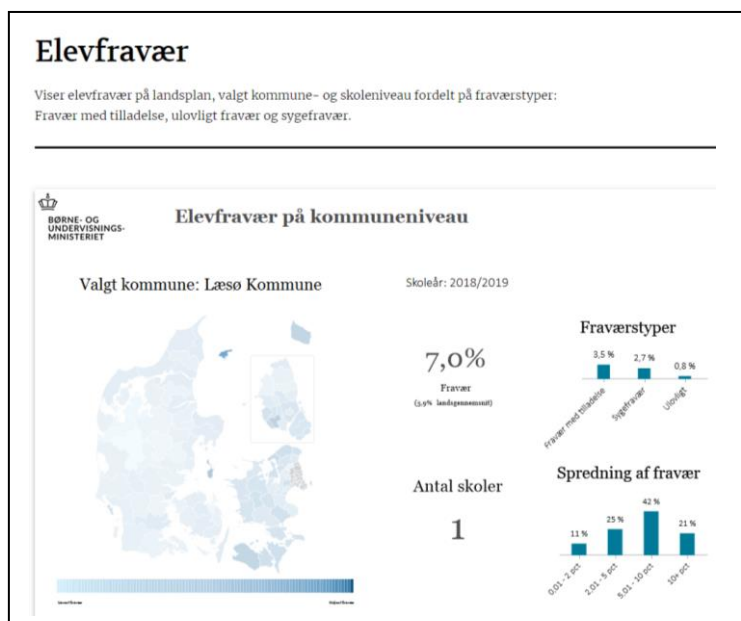 Elevfravær
Viser elevfravær på landsplan, valgt kommune- og skoleniveau fordelt på fraværstyper:
Fravær med tilladelse, ulovligt fravær og sygefravær.
BØRNE- OG
UNDERVISNINGS-
MINISTERIET
Elevfravær på kommuneniveau
Valgt kommune: Læsø Kommune
Skoleår: 2018/2019
7,0%
Fravær
(5,9% landsgennemsnit)
Antal skoler
1
Fraværstyper
3,5 %
2,7 %
0,8 %
Fravær med tilladelse
Sygefravær
Ulovligt
Spredning af fravær
11 %
25 %
42 %
21 %
0,01 - 2 pct
2,01 - 5 pct
5,01 - 10 pct
10+ pct